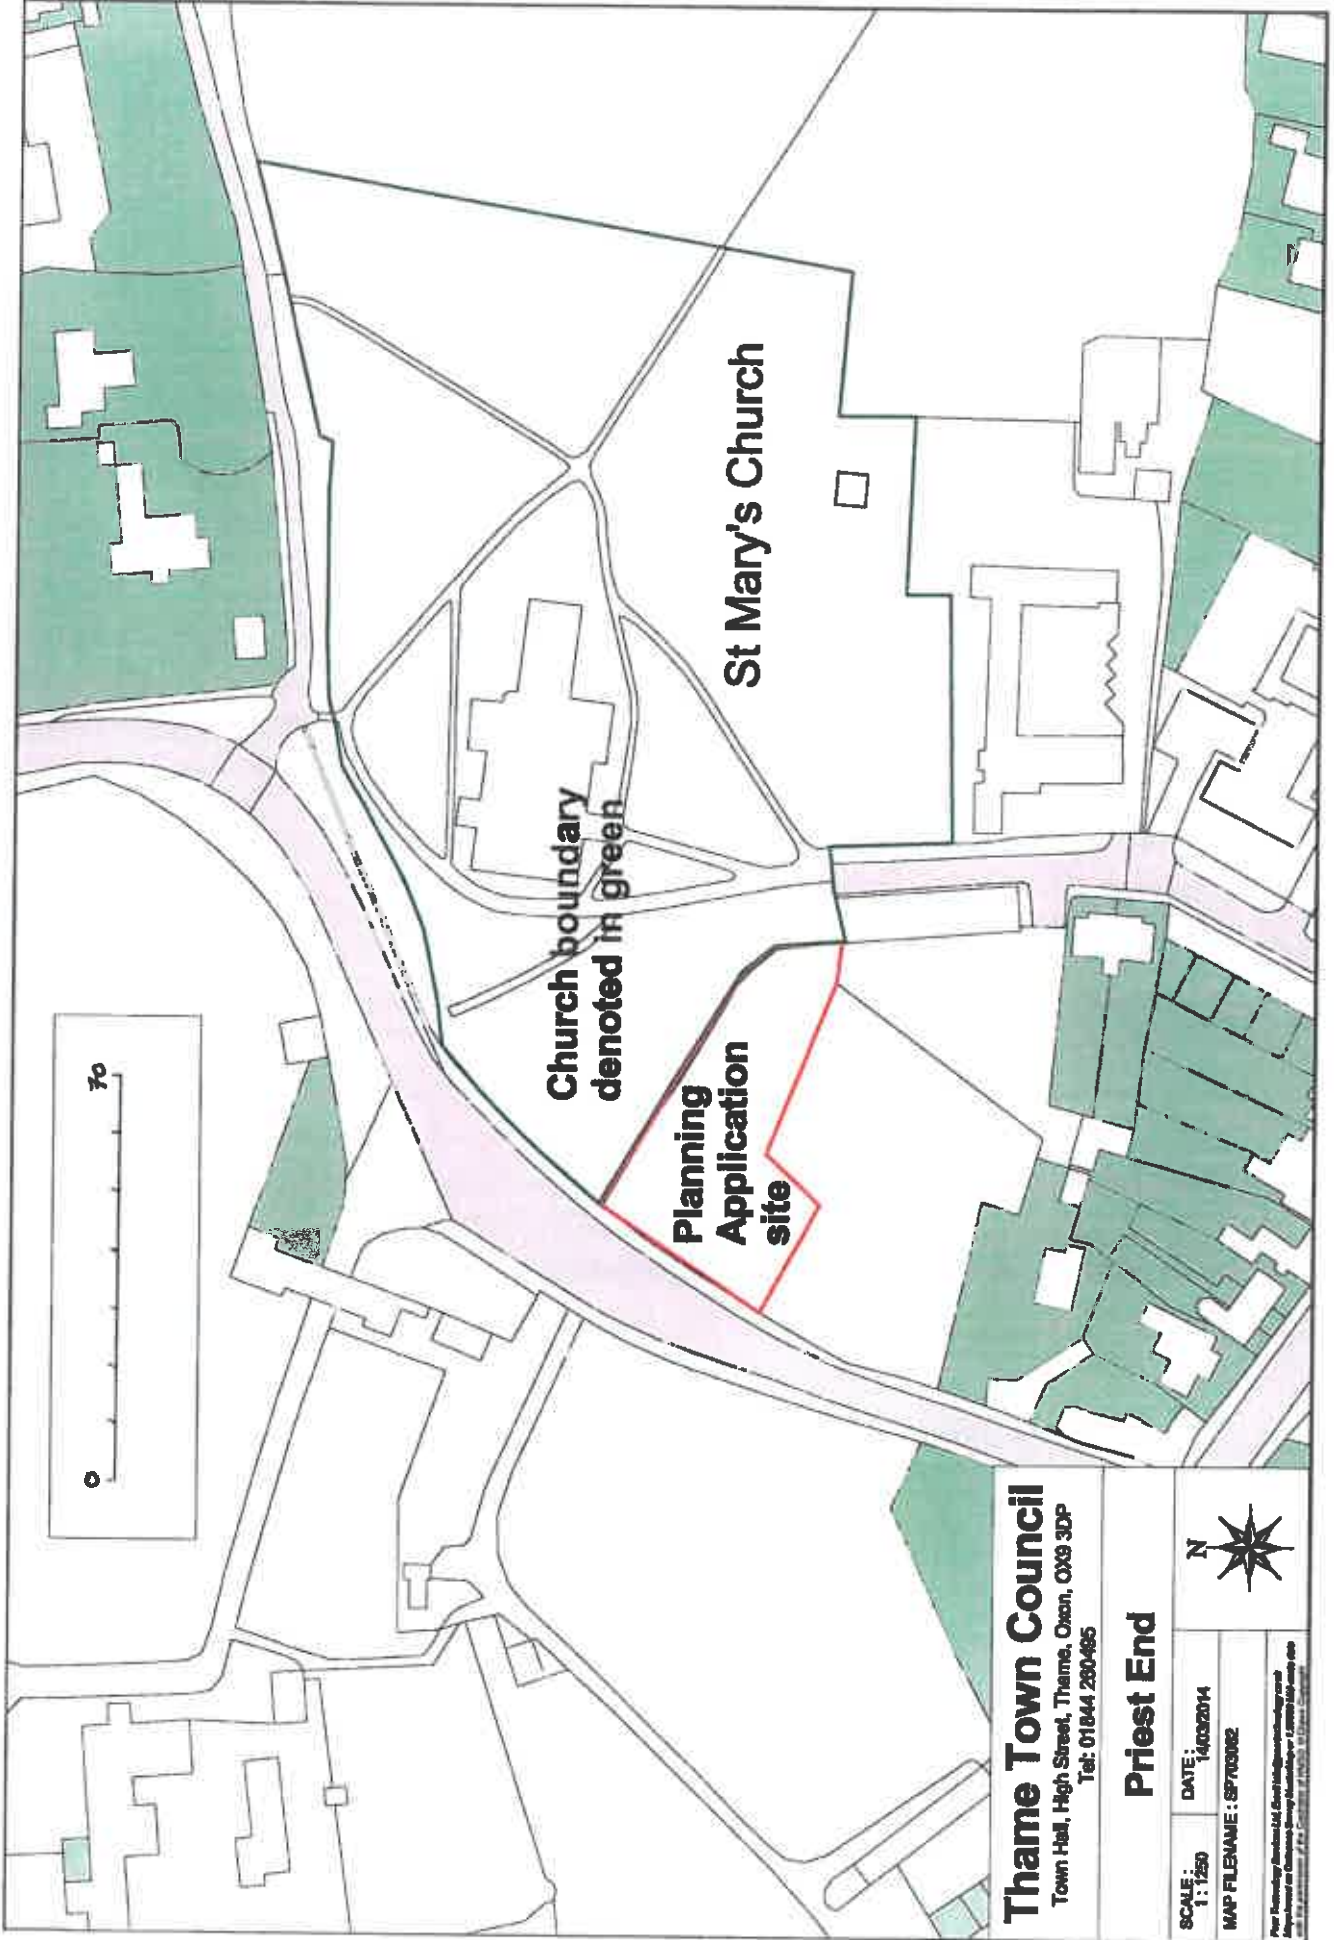 0
70
St Mary's Church
Church boundary
denoted in green
Planning
Application
site
Thame Town Council
Town Hall, High Street, Thame, Oxon, OX9 3DP
Tel: 01844 260495
Priest End
SCALE :
1 : 1250
DATE :
14/03/2014
MAP FILENAME : SP703062
N